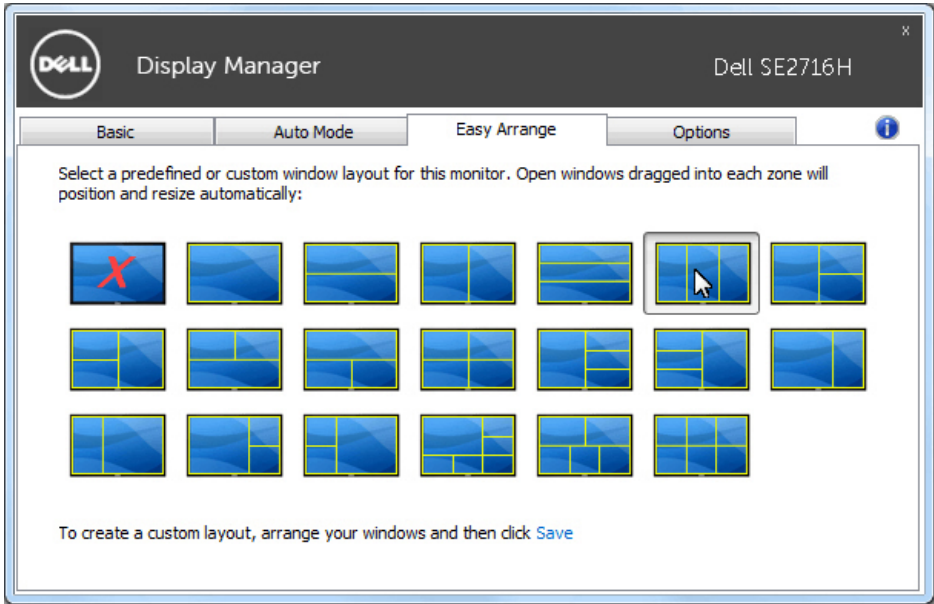 DELL
Display Manager
Dell SE2716H
x
Basic
Auto Mode
Easy Arrange
Options
i
Select a predefined or custom window layout for this monitor. Open windows dragged into each zone will
position and resize automatically:
X
To create a custom layout, arrange your windows and then click Save